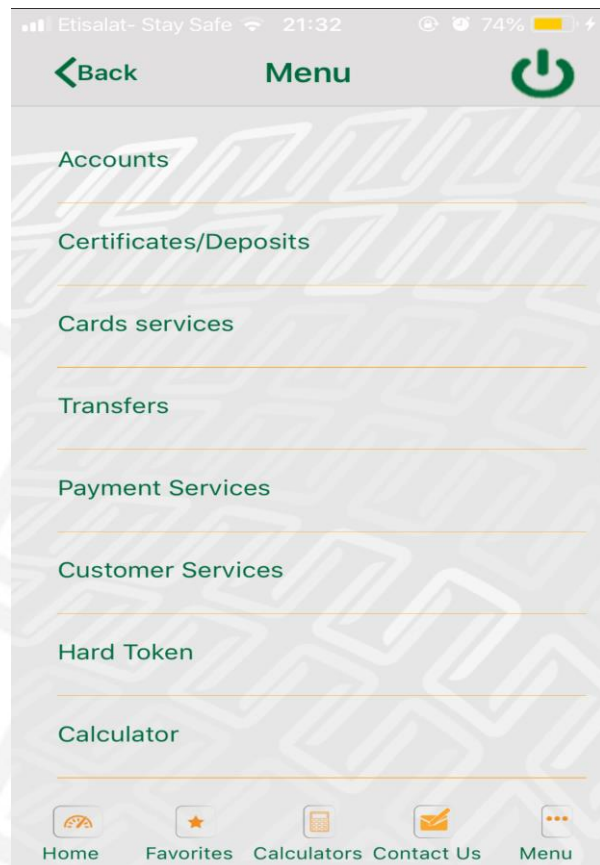 Etisalat- Stay Safe 21:32 74%
Back Menu
Accounts
Certificates/Deposits
Cards services
Transfers
Payment Services
Customer Services
Hard Token
Calculator
Home Favorites Calculators Contact Us Menu